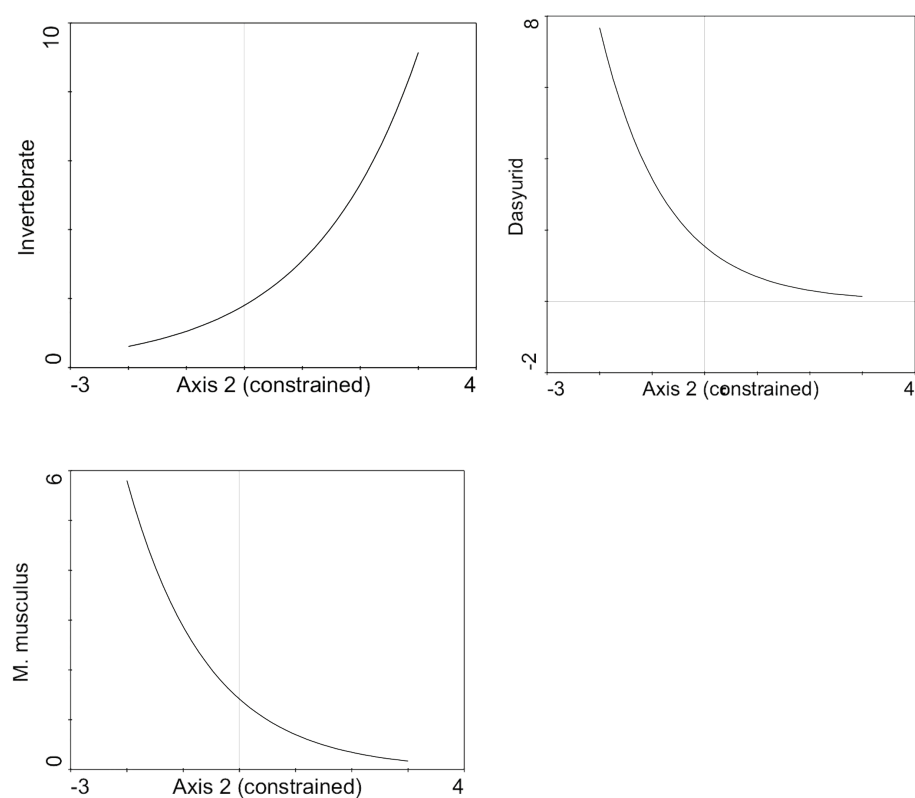 10
Invertebrate
0
-3
Axis 2 (constrained)
4
8
Dasyurid
-2
-3
Axis 2 (constrained)
4
6
M. musculus
0
-3
Axis 2 (constrained)
4